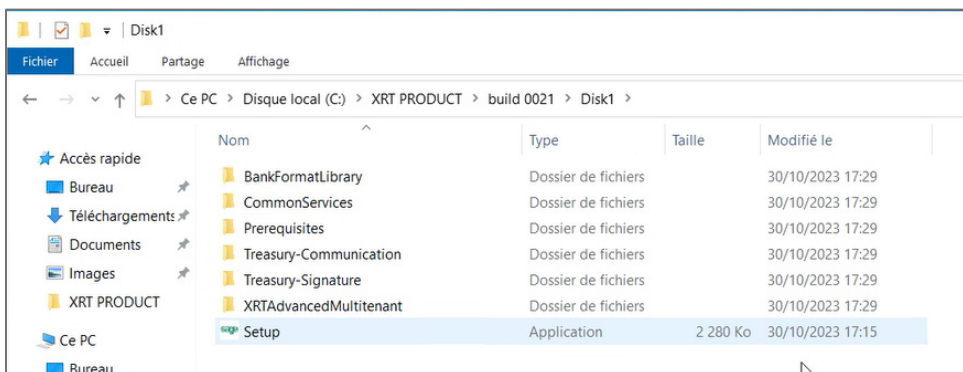 Disk1
Fichier Accueil Partage Affichage
Ce PC > Disque local (C:) > XRT PRODUCT > build 0021 > Disk1 >
Nom Type Taille Modifié le
Accès rapide
Bureau
Téléchargements
Documents
Images
XRT PRODUCT
Ce PC
Bureau
BankFormatLibrary Dossier de fichiers 30/10/2023 17:29
CommonServices Dossier de fichiers 30/10/2023 17:29
Prerequisites Dossier de fichiers 30/10/2023 17:29
Treasury-Communication Dossier de fichiers 30/10/2023 17:29
Treasury-Signature Dossier de fichiers 30/10/2023 17:29
XRTAdvancedMultitenant Dossier de fichiers 30/10/2023 17:29
sage Setup Application 2 280 Ko 30/10/2023 17:15